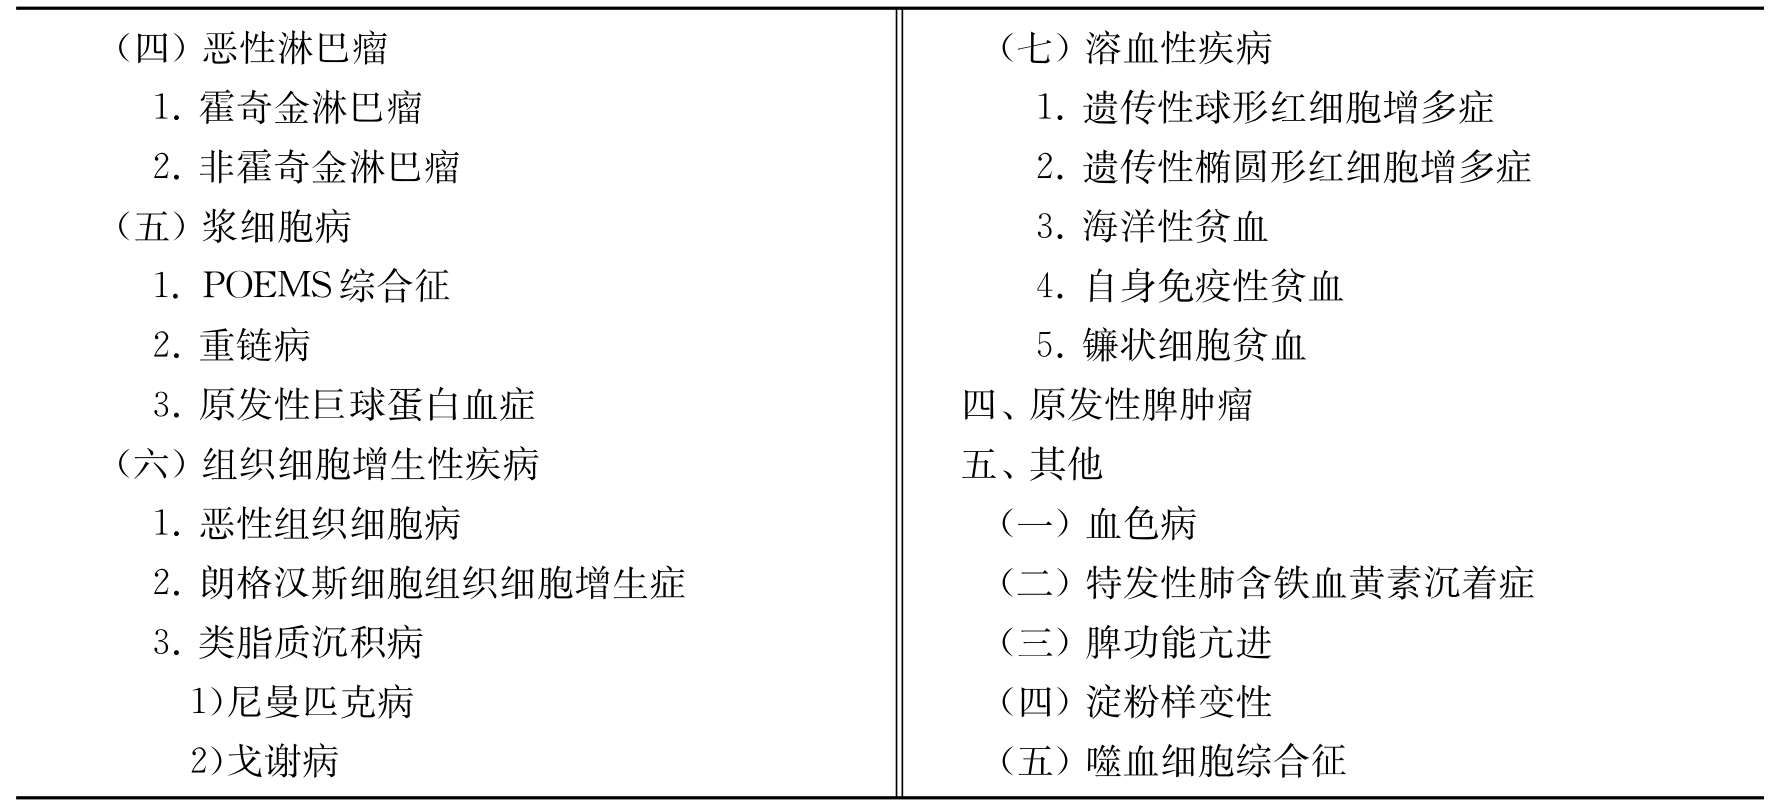 （四）恶性淋巴瘤
1. 霍奇金淋巴瘤
2. 非霍奇金淋巴瘤
（五）浆细胞病
1. POEMS综合征
2. 重链病
3. 原发性巨球蛋白血症
（六）组织细胞增生性疾病
1. 恶性组织细胞病
2. 朗格汉斯细胞组织细胞增生症
3. 类脂质沉积病
1)尼曼匹克病
2)戈谢病
（七）溶血性疾病
1. 遗传性球形红细胞增多症
2. 遗传性椭圆形红细胞增多症
3. 海洋性贫血
4. 自身免疫性贫血
5. 镰状细胞贫血
四、原发性脾肿瘤
五、其他
（一）血色病
（二）特发性肺含铁血黄素沉着症
（三）脾功能亢进
（四）淀粉样变性
（五）噬血细胞综合征